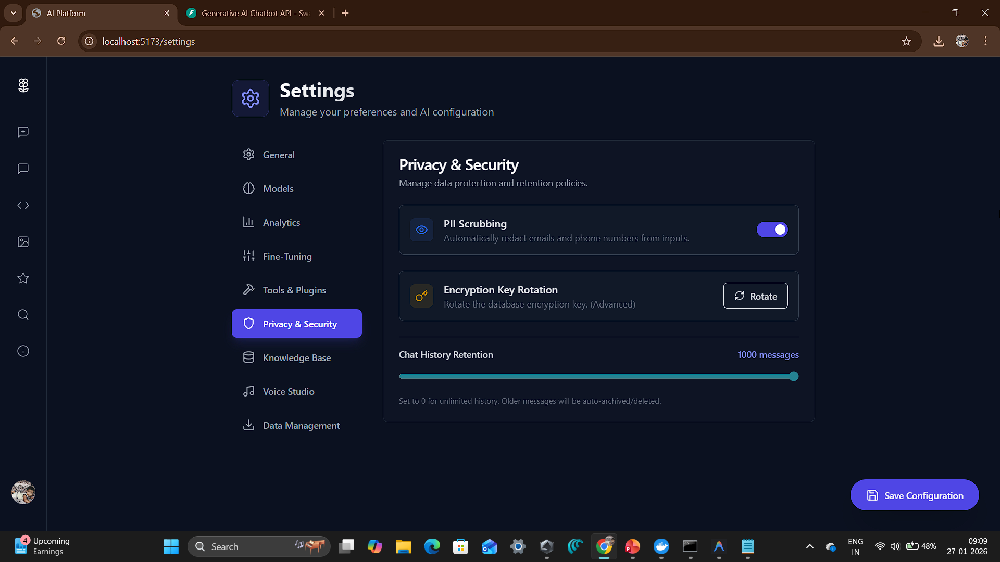 AI Platform
Generative AI Chatbot API - Swa
localhost:5173/settings
Settings
Manage your preferences and AI configuration
General
Models
Analytics
Fine-Tuning
Tools & Plugins
Privacy & Security
Knowledge Base
Voice Studio
Data Management
Privacy & Security
Manage data protection and retention policies.
PII Scrubbing
Automatically redact emails and phone numbers from inputs.
Encryption Key Rotation
Rotate the database encryption key. (Advanced)
Rotate
Chat History Retention
1000 messages
Set to 0 for unlimited history. Older messages will be auto-archived/deleted.
Save Configuration
4
Upcoming
Earnings
Search
ENG
IN
48%
09:09
27-01-2026